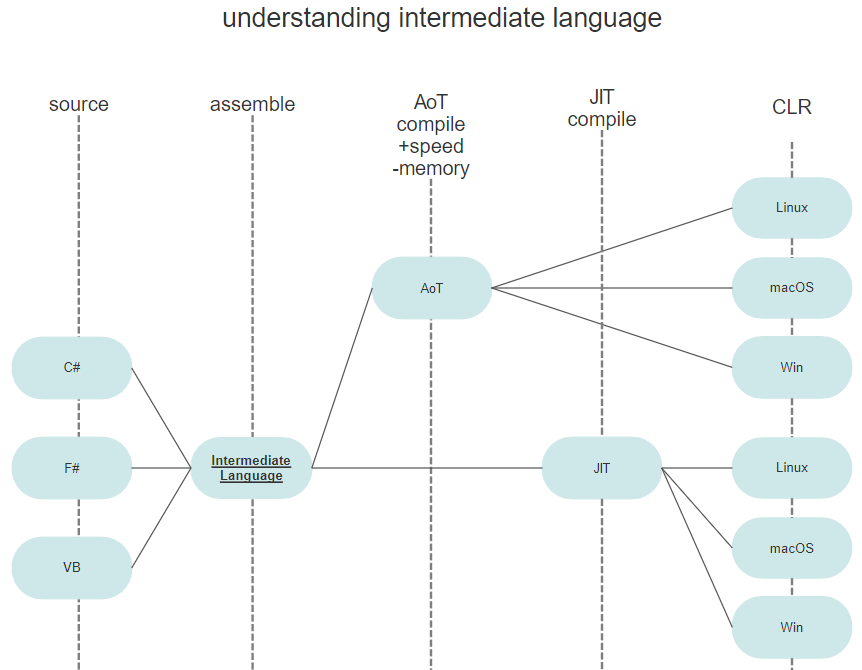 understanding intermediate language
source
assemble
AoT
compile
+speed
-memory
JIT
compile
CLR
Linux
AoT
macOS
C#
Win
F#
Intermediate
Language
JIT
Linux
VB
macOS
Win